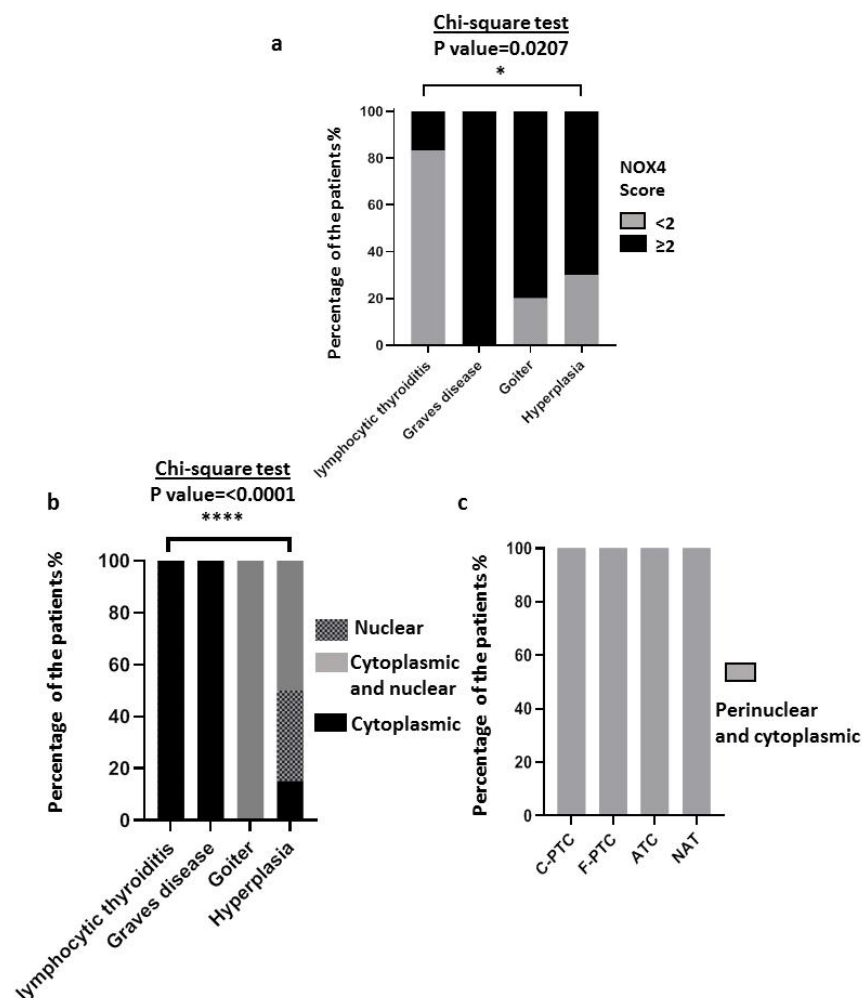 a
Chi-square test
P value=0.0207
*
Percentage of the patients %
100
80
60
40
20
0
lymphocytic thyroiditis
Graves disease
Goiter
Hyperplasia
NOX4
Score
<2
≥2
b
Chi-square test
P value=<0.0001
****
Percentage of the patients %
100
80
60
40
20
0
lymphocytic thyroiditis
Graves disease
Goiter
Hyperplasia
Nuclear
Cytoplasmic
and nuclear
Cytoplasmic
c
Percentage of the patients %
100
80
60
40
20
0
C-PTC
F-PTC
ATC
NAT
Perinuclear
and cytoplasmic